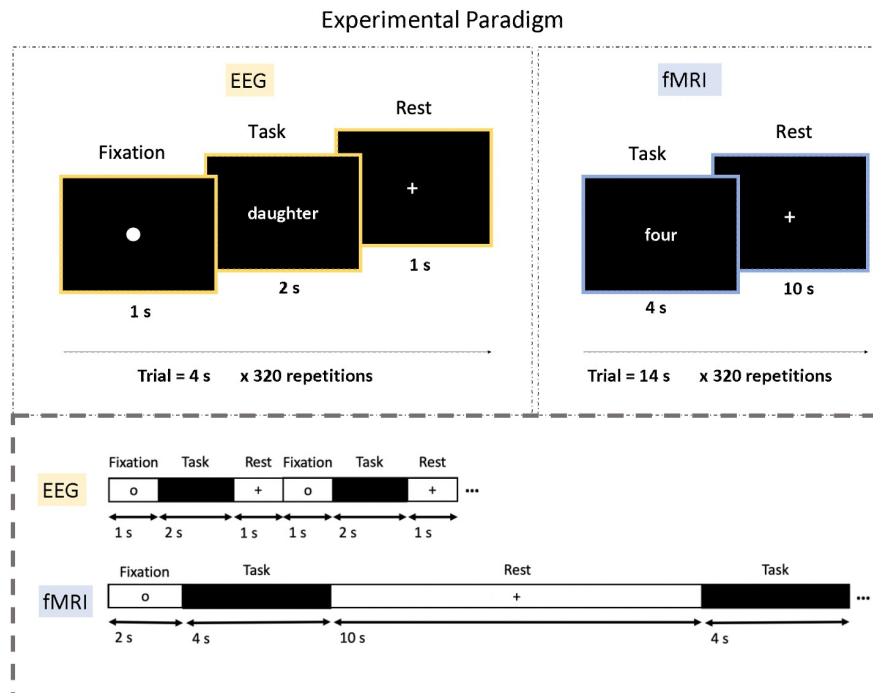 Experimental Paradigm
EEG
Fixation
Task
daughter
Rest
+
1 s
2 s
1 s
Trial = 4 s x 320 repetitions
fMRI
Task
Rest
four
+
4 s
10 s
Trial = 14 s x 320 repetitions
Fixation Task Rest Fixation Task Rest
EEG o + o + ...
1 s 2 s 1 s 1 s 2 s 1 s
Fixation Task Rest Task
fMRI o + ...
2 s 4 s 10 s 4 s